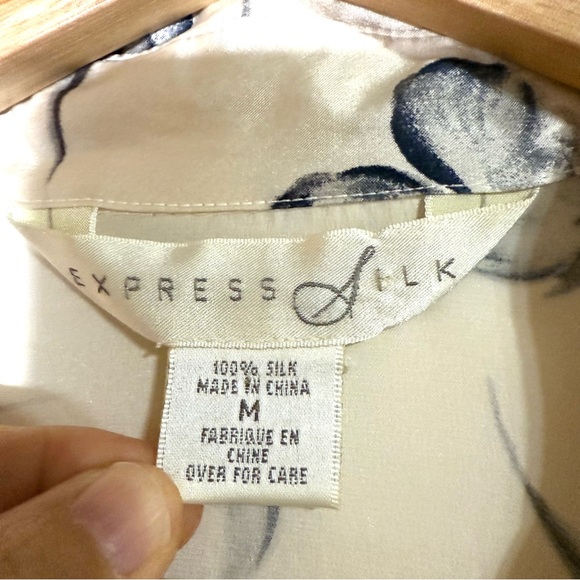 EXPRESS SILK
100% SILK
MADE IN CHINA
M
FABRIQUE EN
CHINE
OVER FOR CARE